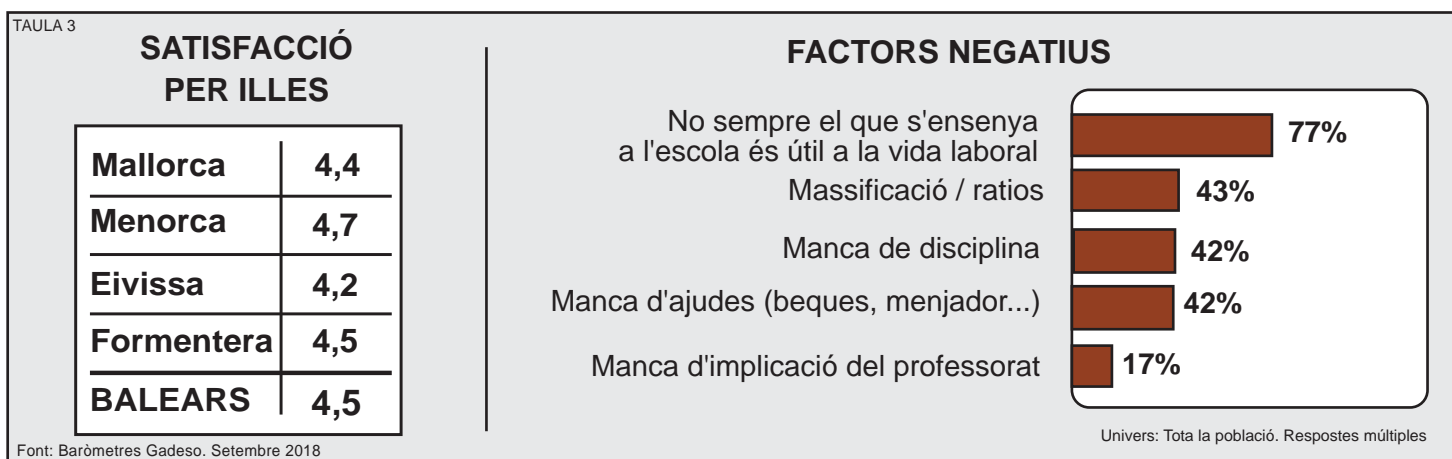 TAULA 3
SATISFACCIÓ
PER ILLES
Mallorca 4,4
Menorca 4,7
Eivissa 4,2
Formentera 4,5
BALEARS 4,5
Font: Baròmetres Gadeso. Setembre 2018
FACTORS NEGATIUS
No sempre el que s'ensenya
a l'escola és útil a la vida laboral 77%
Massificació / ratios 43%
Manca de disciplina 42%
Manca d'ajudes (beques, menjador...) 42%
Manca d'implicació del professorat 17%
Univers: Tota la població. Respostes múltiples